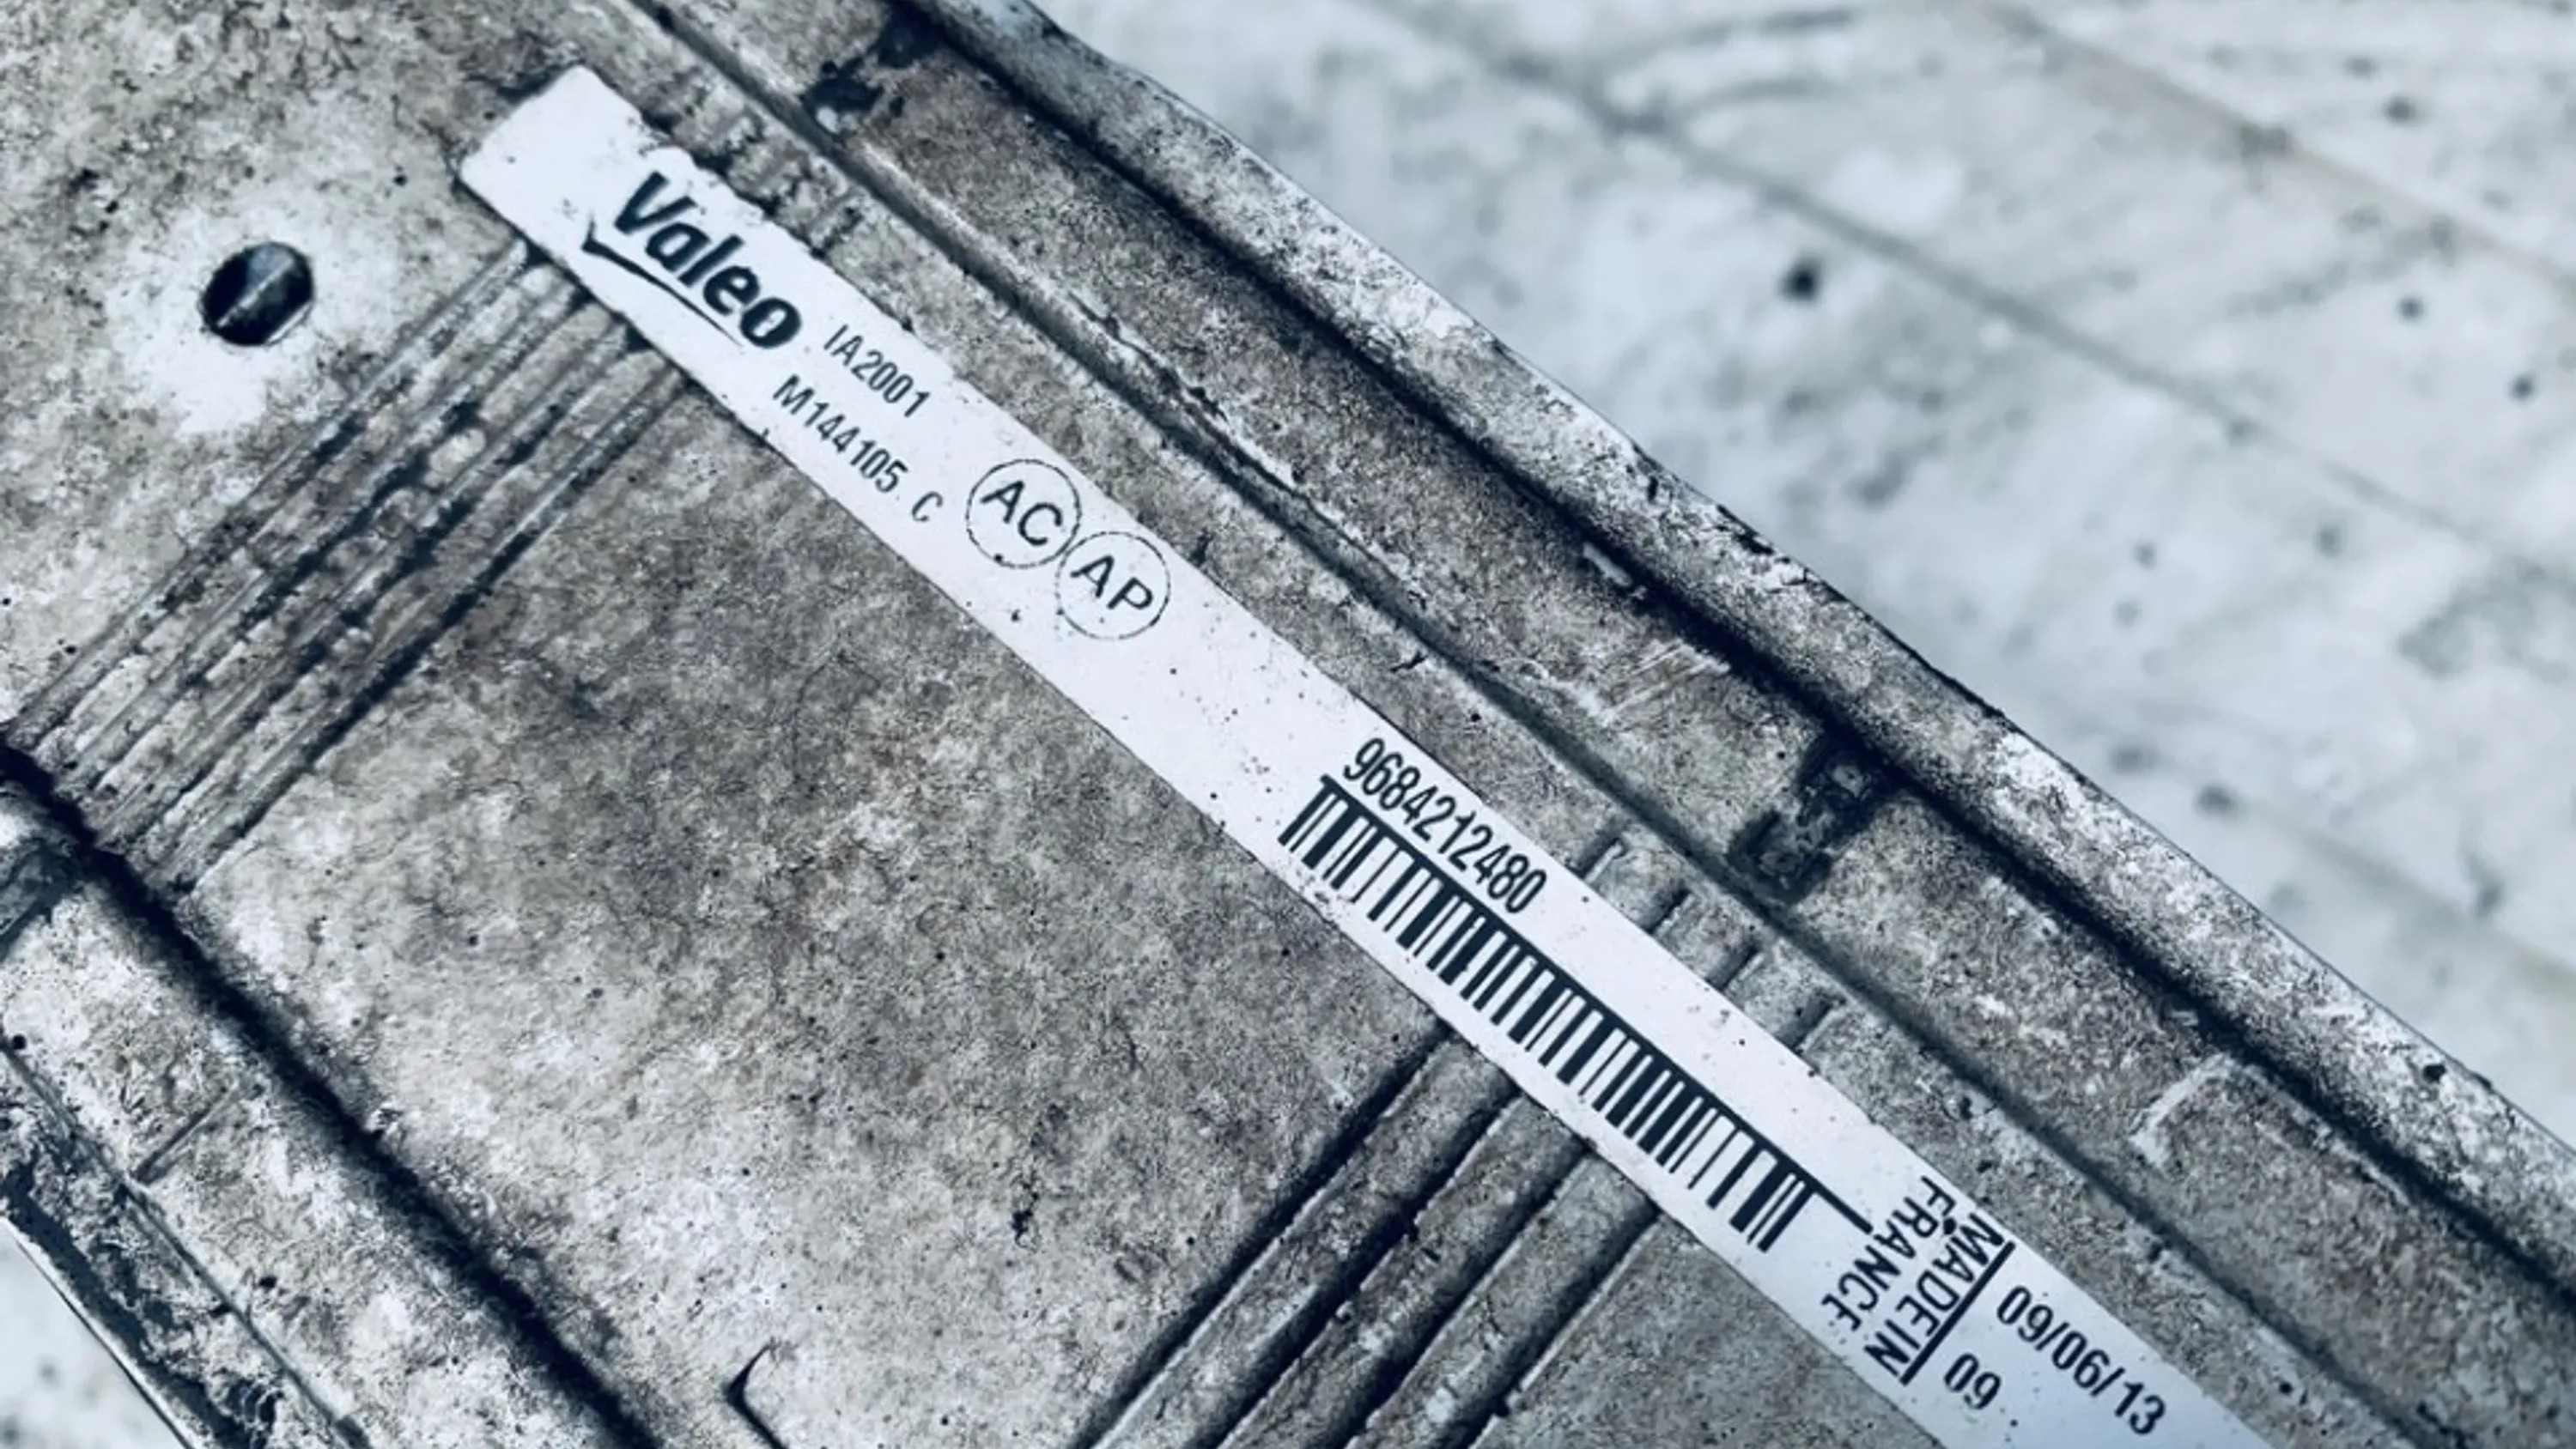 Valeo
IA2001
M144105 C
AC
AP
9684212480
MADE IN
FRANCE
09/06/13
09